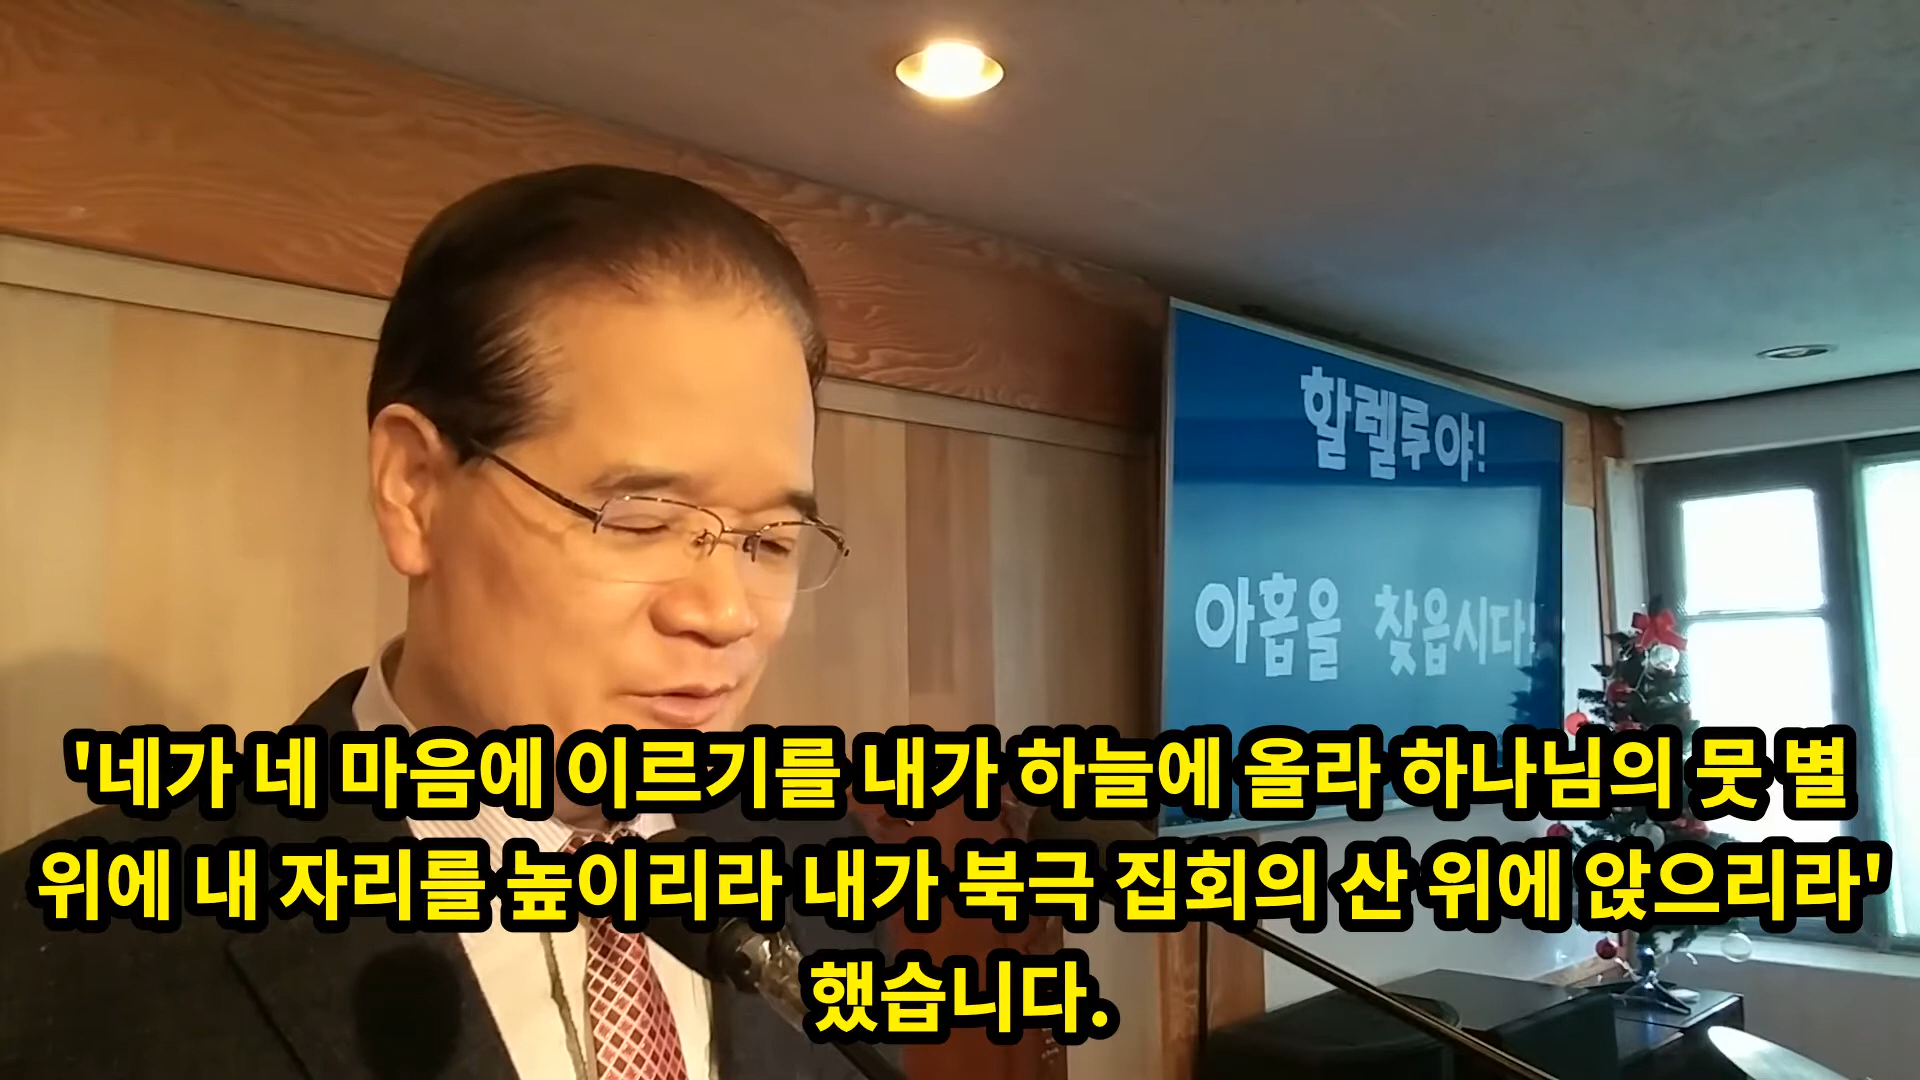 할렐루야!
아홉을 찾읍시다!
'네가 네 마음에 이르기를 내가 하늘에 올라 하나님의 뭇 별
위에 내 자리를 높이리라 내가 북극 집회의 산 위에 앉으리라'
했습니다.